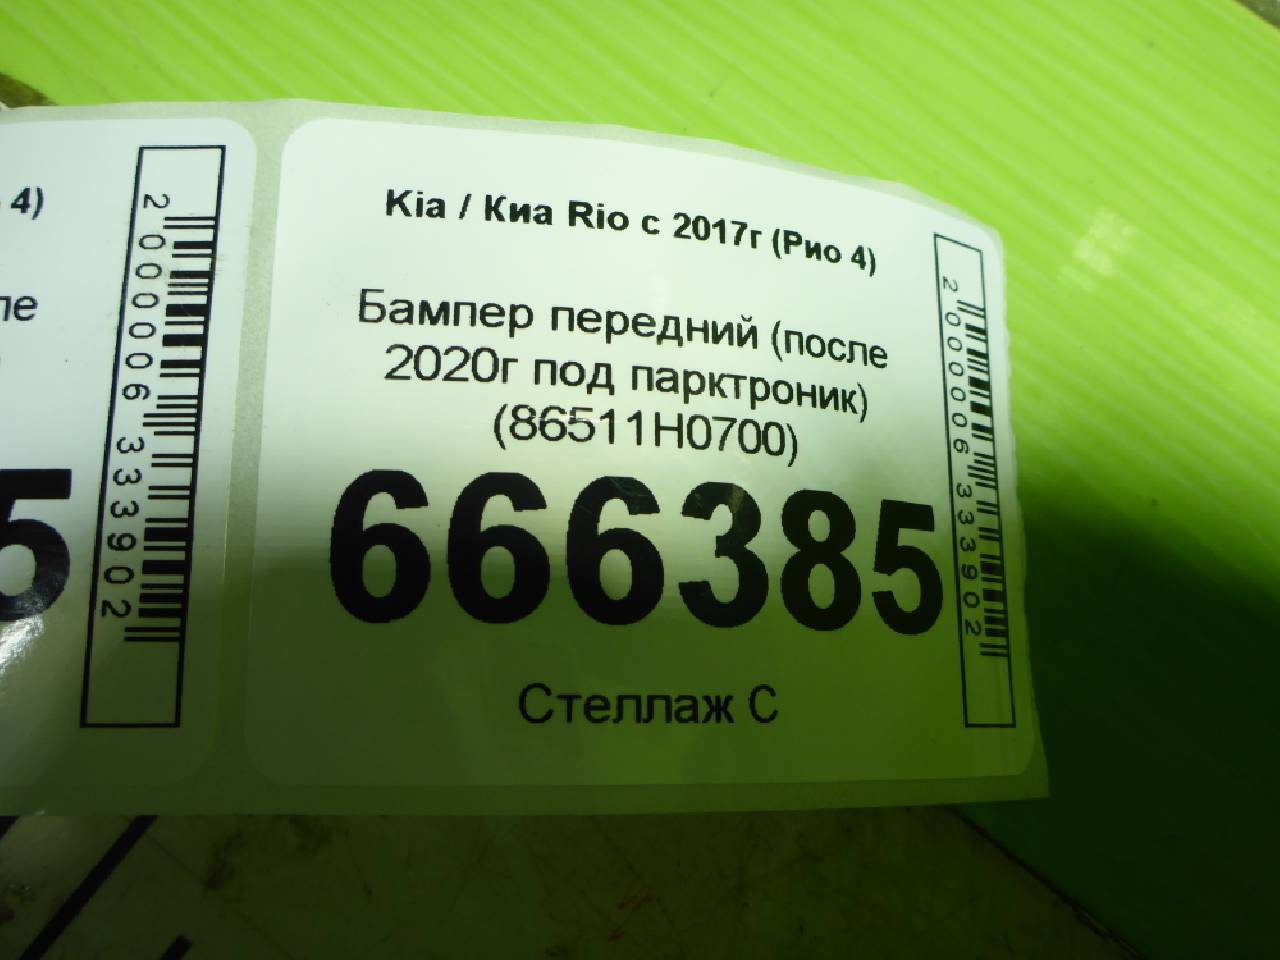 4)
ле
5
2000006333902
Kia / Киа Rio с 2017г (Рио 4)
Бампер передний (после
2020г под парктроник)
(86511H0700)
666385
Стеллаж С
2000006333902